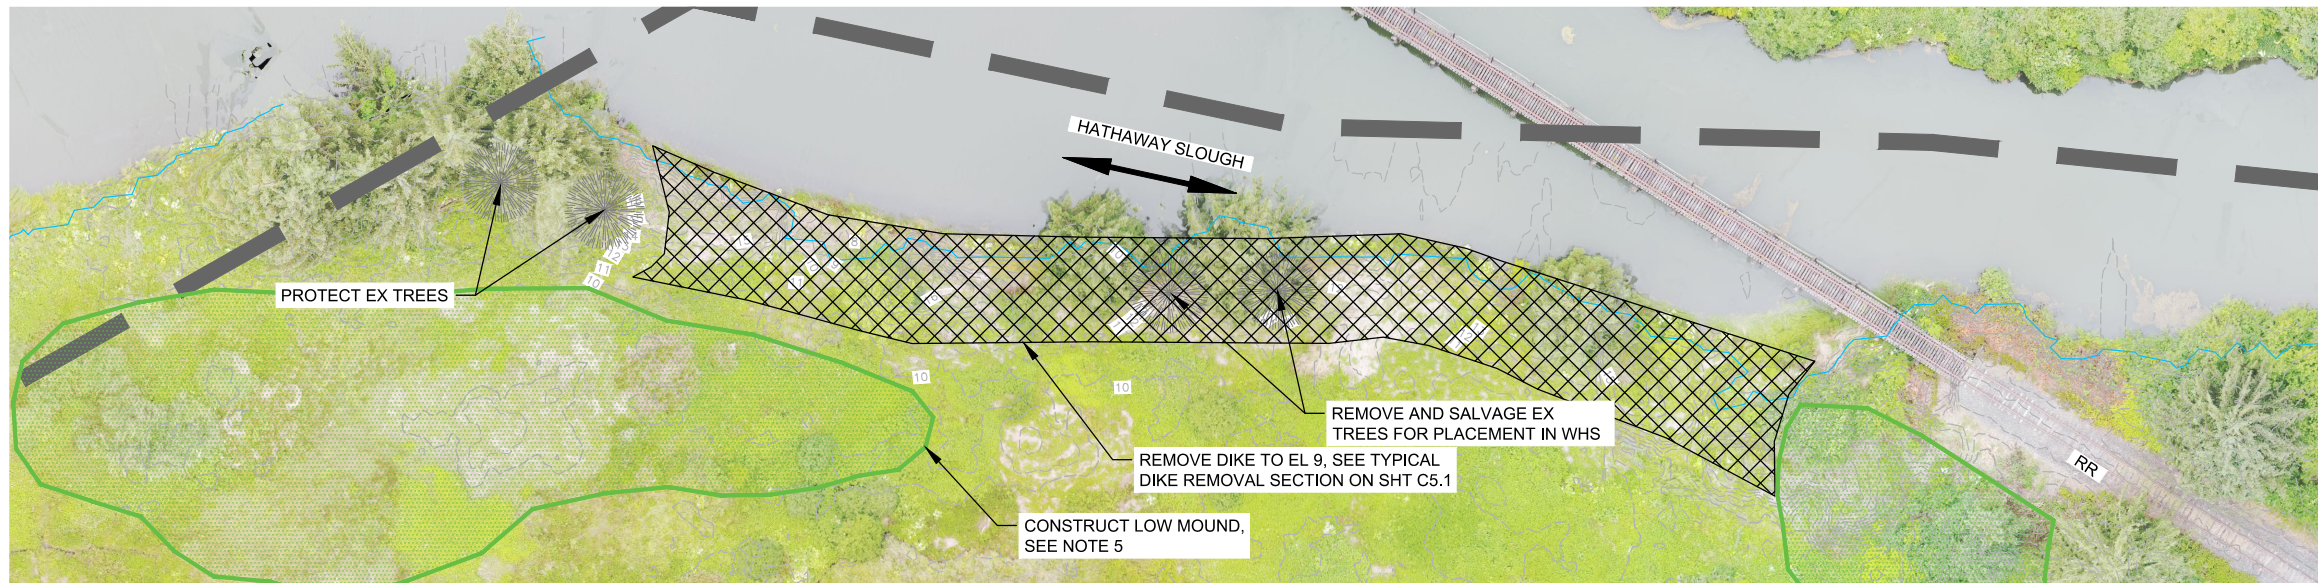 HATHAWAY SLOUGH
PROTECT EX TREES
10
11
12
10
10
REMOVE AND SALVAGE EX
TREES FOR PLACEMENT IN WHS
REMOVE DIKE TO EL 9, SEE TYPICAL
DIKE REMOVAL SECTION ON SHT C5.1
CONSTRUCT LOW MOUND,
SEE NOTE 5
RR